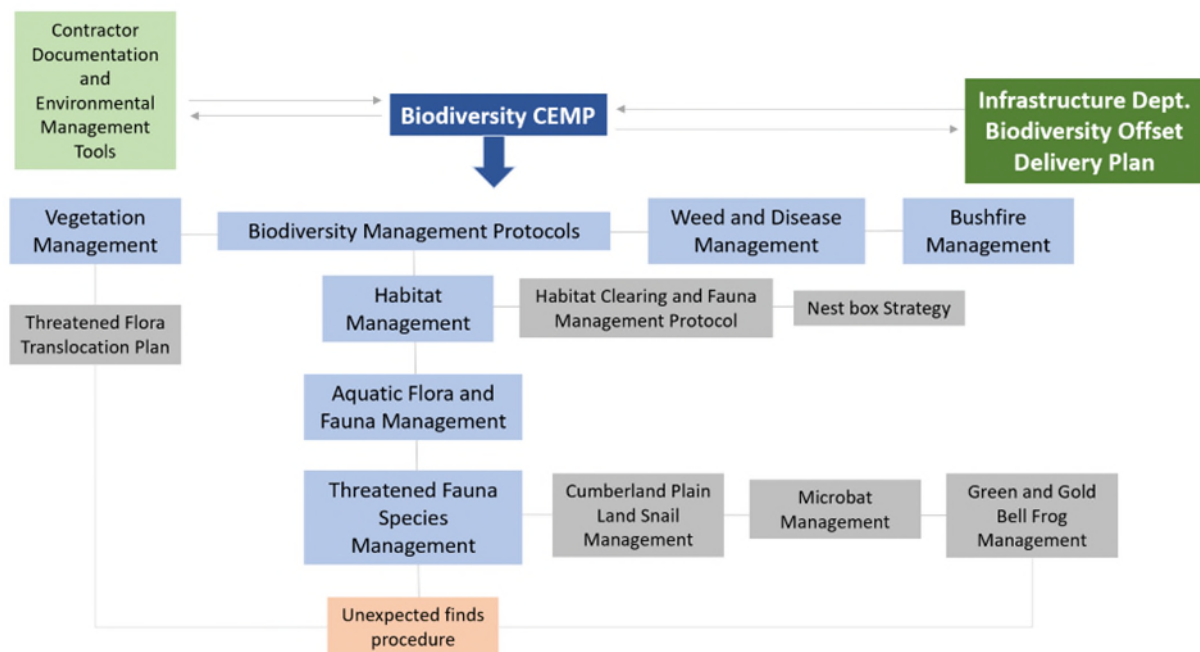 Contractor
Documentation
and
Environmental
Management
Tools
Biodiversity CEMP
Infrastructure Dept.
Biodiversity Offset
Delivery Plan
Vegetation
Management
Biodiversity Management Protocols
Weed and Disease
Management
Bushfire
Management
Threatened Flora
Translocation Plan
Habitat
Management
Habitat Clearing and Fauna
Management Protocol
Nest box Strategy
Aquatic Flora and
Fauna Management
Threatened Fauna
Species
Management
Cumberland Plain
Land Snail
Management
Microbat
Management
Green and Gold
Bell Frog
Management
Unexpected finds
procedure